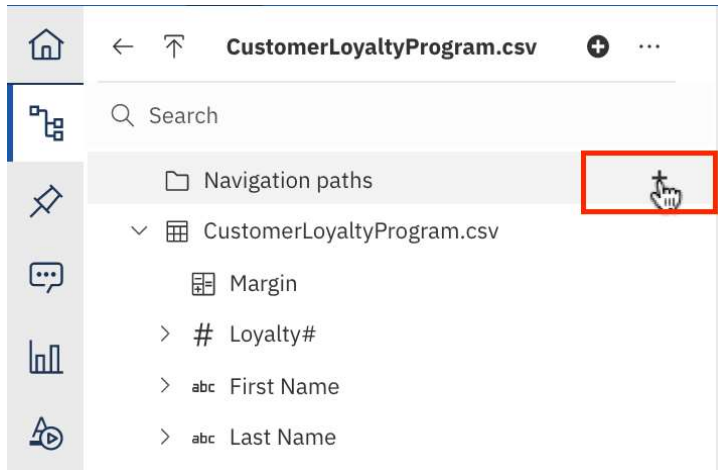 CustomerLoyaltyProgram.csv
Search
Navigation paths
CustomerLoyaltyProgram.csv
Margin
# Loyalty#
abc First Name
abc Last Name